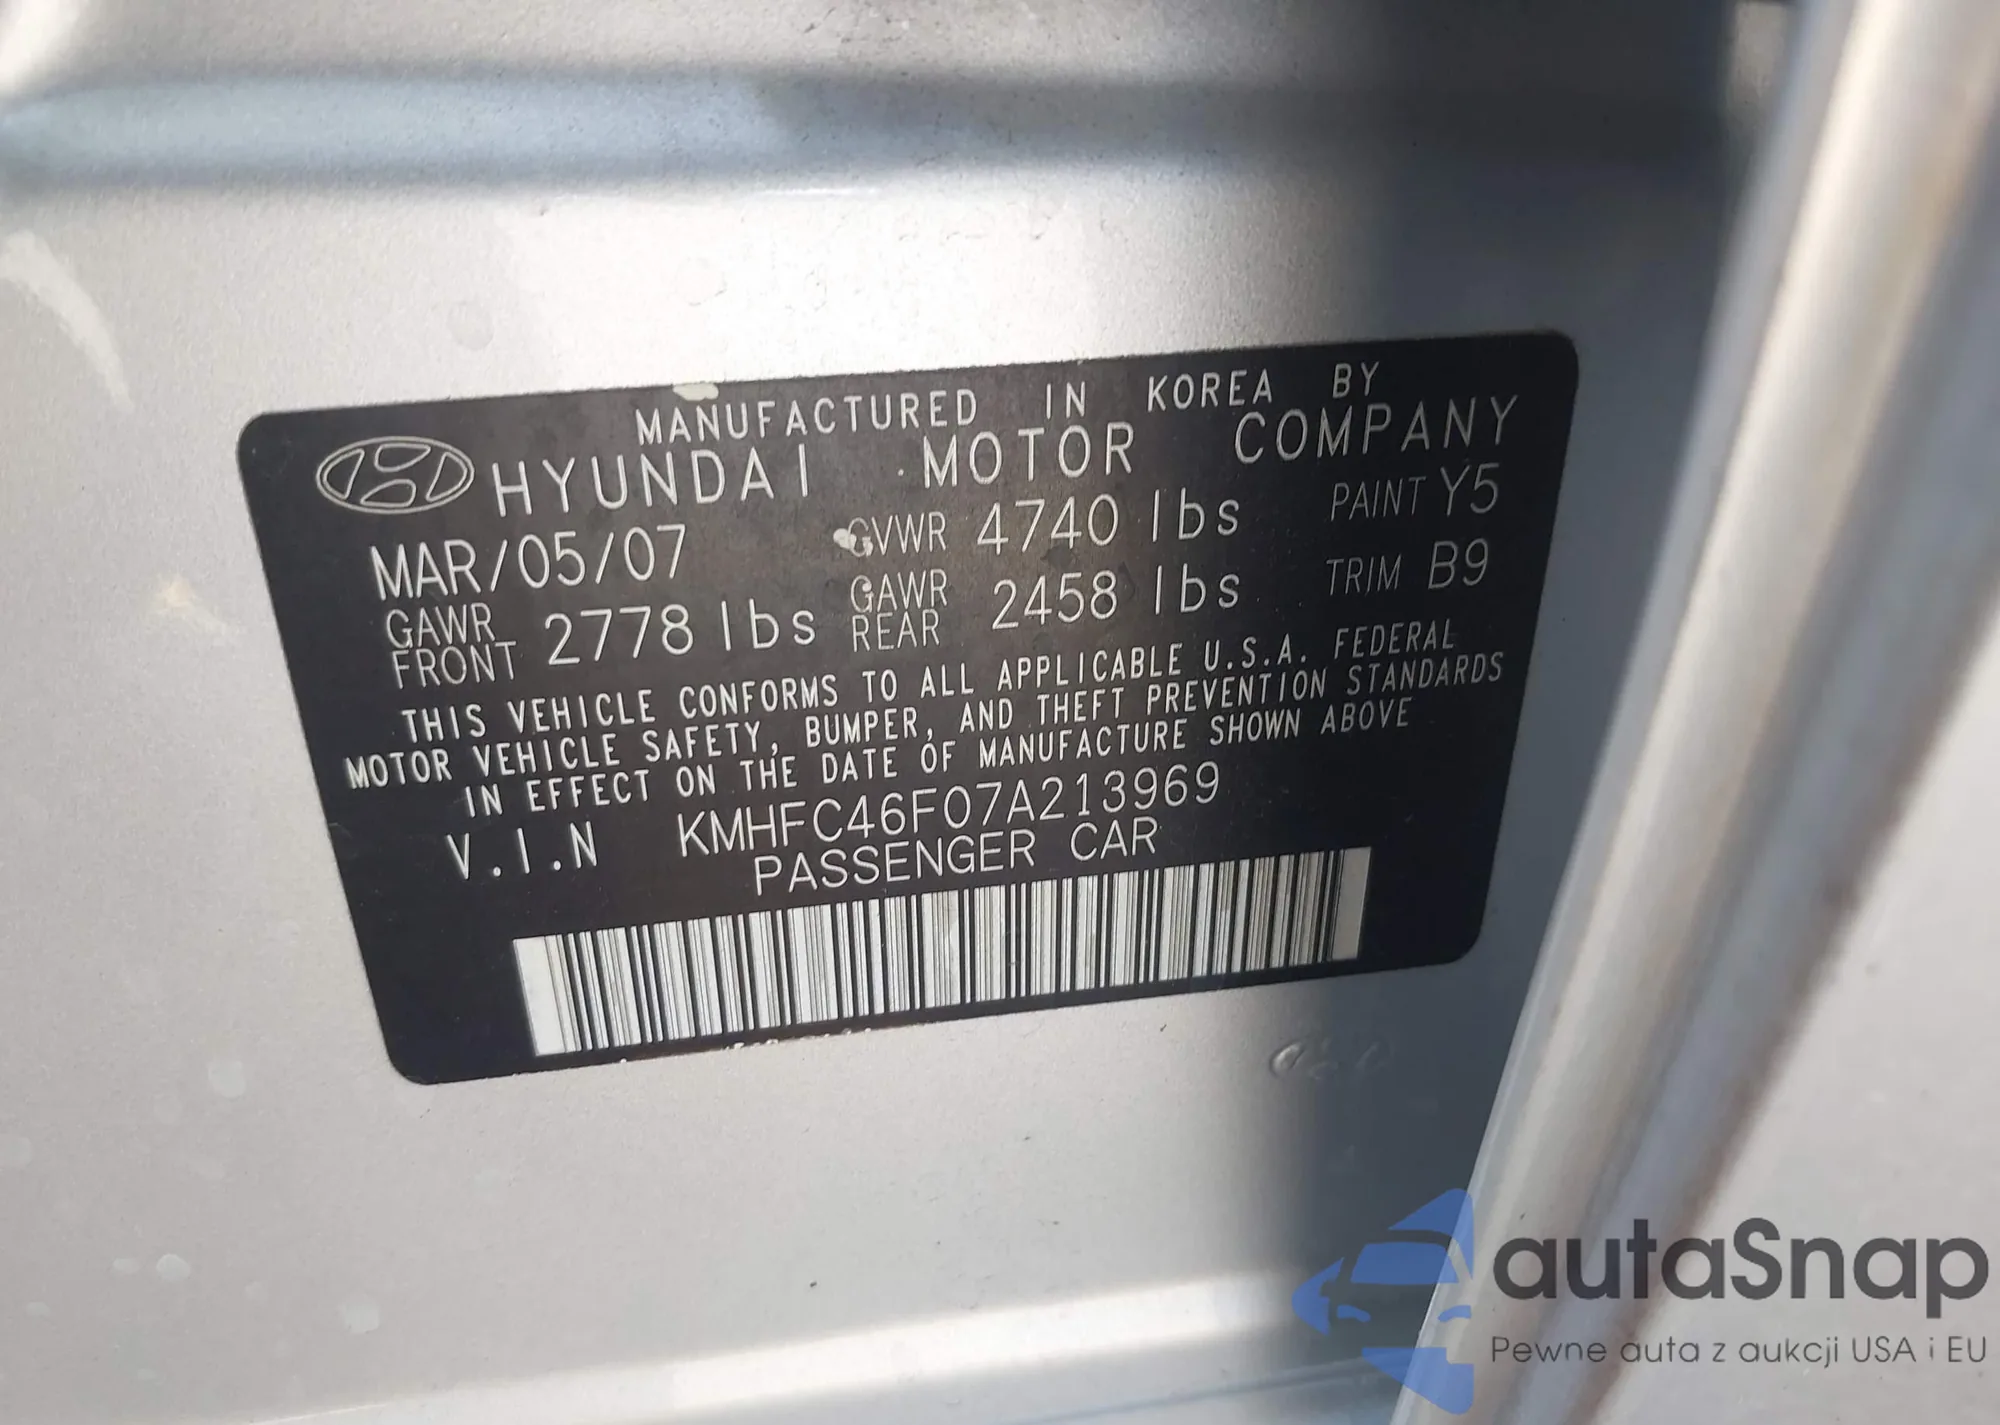 MANUFACTURED IN KOREA BY
HYUNDAI MOTOR COMPANY
MAR/05/07 GVWR 4740 lbs PAINT Y5
GAWR FRONT 2778 lbs GAWR REAR 2458 lbs TRIM B9
THIS VEHICLE CONFORMS TO ALL APPLICABLE U.S.A. FEDERAL
MOTOR VEHICLE SAFETY, BUMPER, AND THEFT PREVENTION STANDARDS
IN EFFECT ON THE DATE OF MANUFACTURE SHOWN ABOVE
V.I.N KMHFC46F07A213969
PASSENGER CAR
autaSnap
Pewne auta z aukcji USA i EU